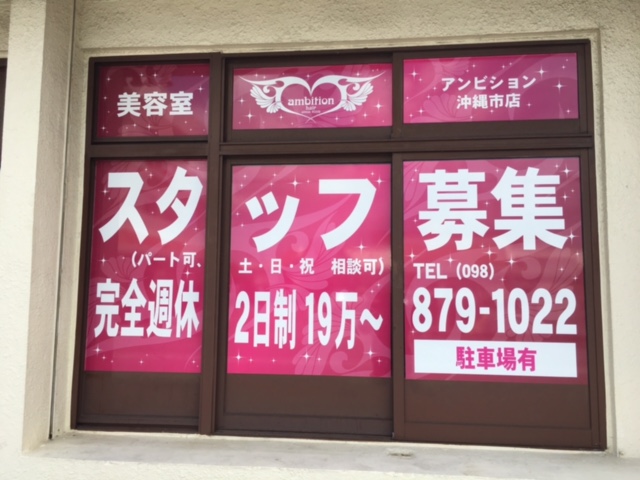 美容室
ambition
hair
アンビション
沖縄市店
スタッフ募集
(パート可、土・日・祝 相談可)
完全週休2日制 19万〜
TEL(098)
879-1022
駐車場有